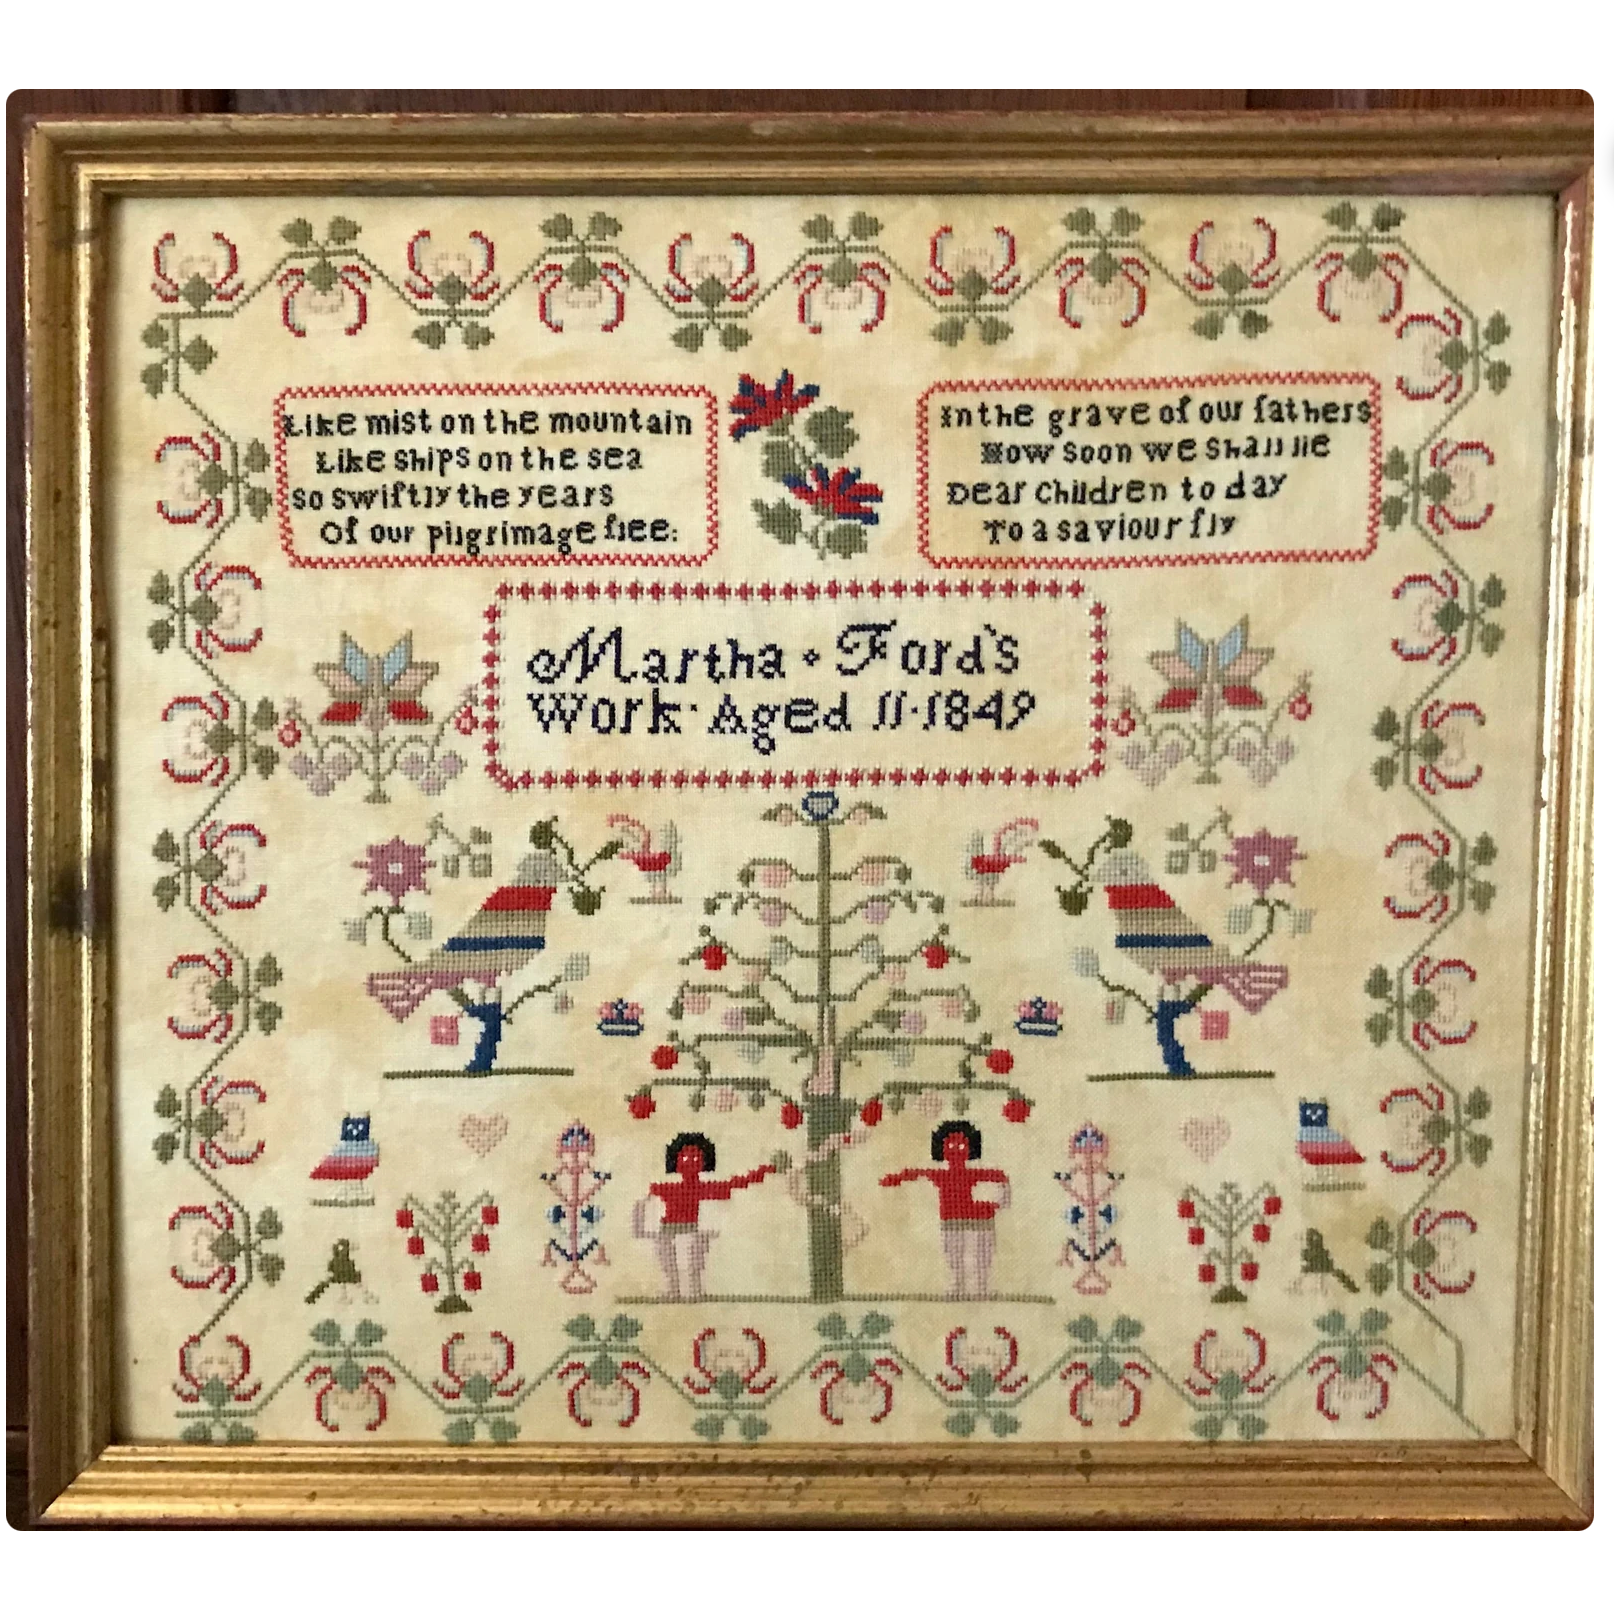 Like mist on the mountain
Like ships on the sea
So swiftly the years
Of our pilgrimage flee:
In the grave of our fathers
How soon we shall lie
Dear Children to day
To a saviour fly
Martha Ford's
Work · Aged 11 · 1849